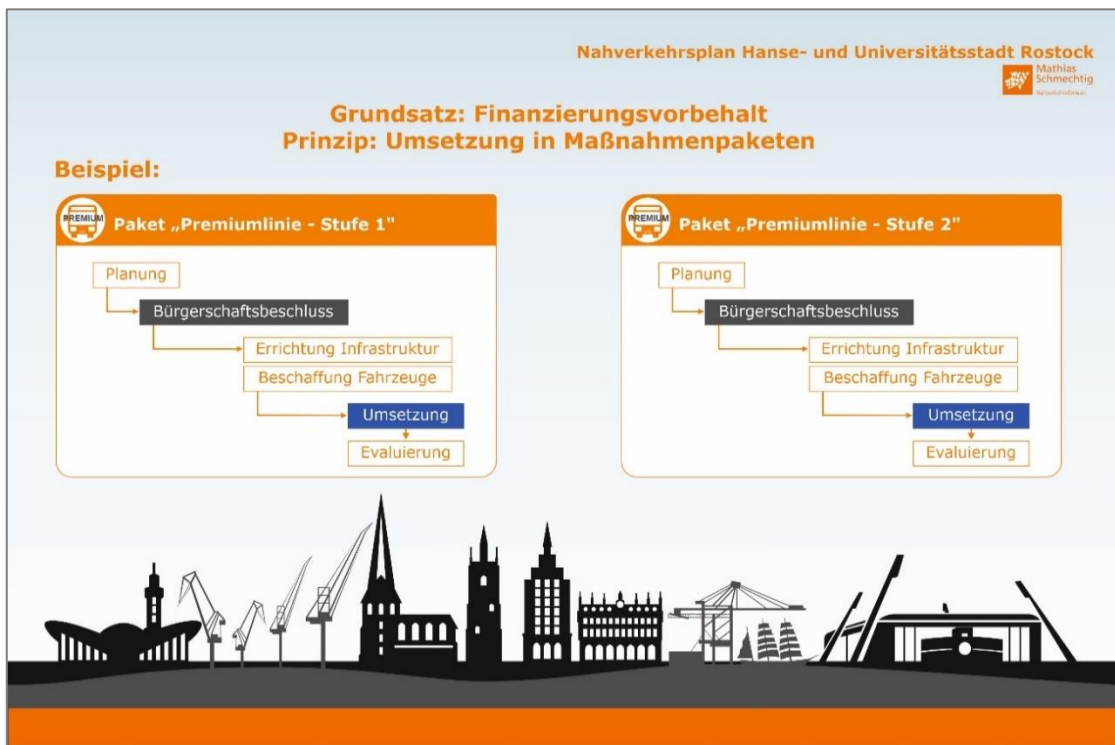 Nahverkehrsplan Hanse- und Universitätsstadt Rostock
Mathias
Schmechtig
NahverkehrsConsult
Grundsatz: Finanzierungsvorbehalt
Prinzip: Umsetzung in Maßnahmenpaketen
Beispiel:
PREMIUM
Paket „Premiumlinie - Stufe 1"
Planung
Bürgerschaftsbeschluss
Errichtung Infrastruktur
Beschaffung Fahrzeuge
Umsetzung
Evaluierung
PREMIUM
Paket „Premiumlinie - Stufe 2"
Planung
Bürgerschaftsbeschluss
Errichtung Infrastruktur
Beschaffung Fahrzeuge
Umsetzung
Evaluierung